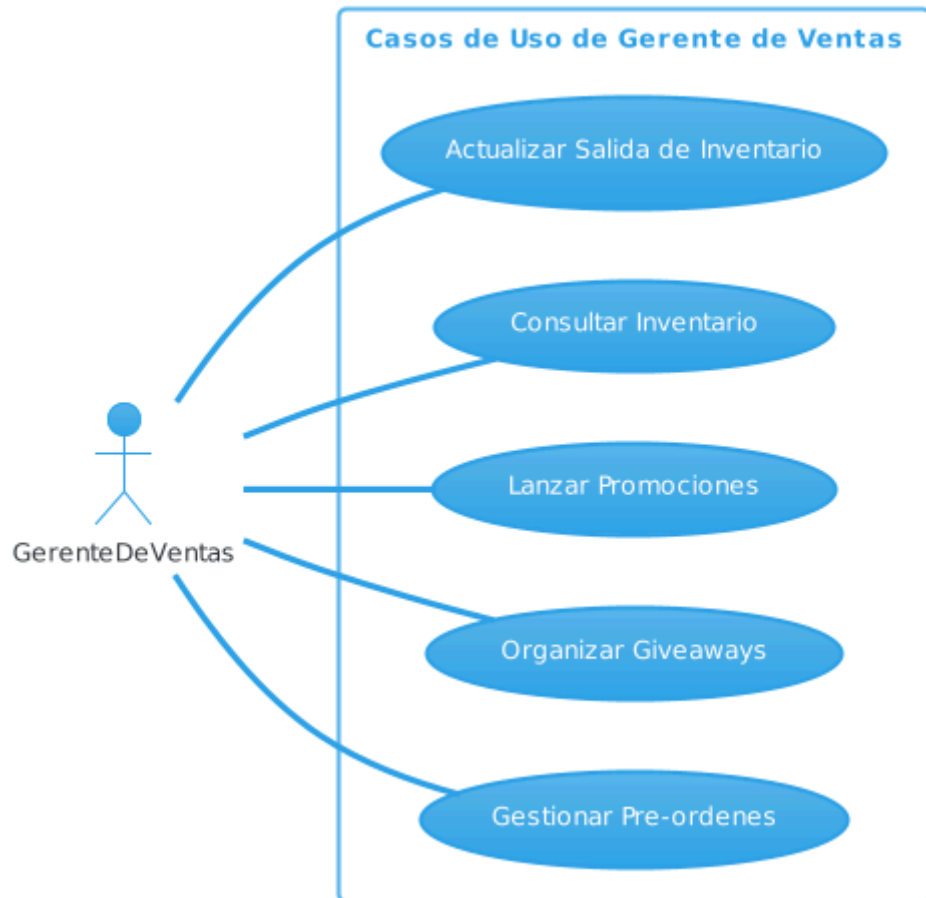 Casos de Uso de Gerente de Ventas
Actualizar Salida de Inventario
Consultar Inventario
Lanzar Promociones
GerenteDeVentas
Organizar Giveaways
Gestionar Pre-ordenes